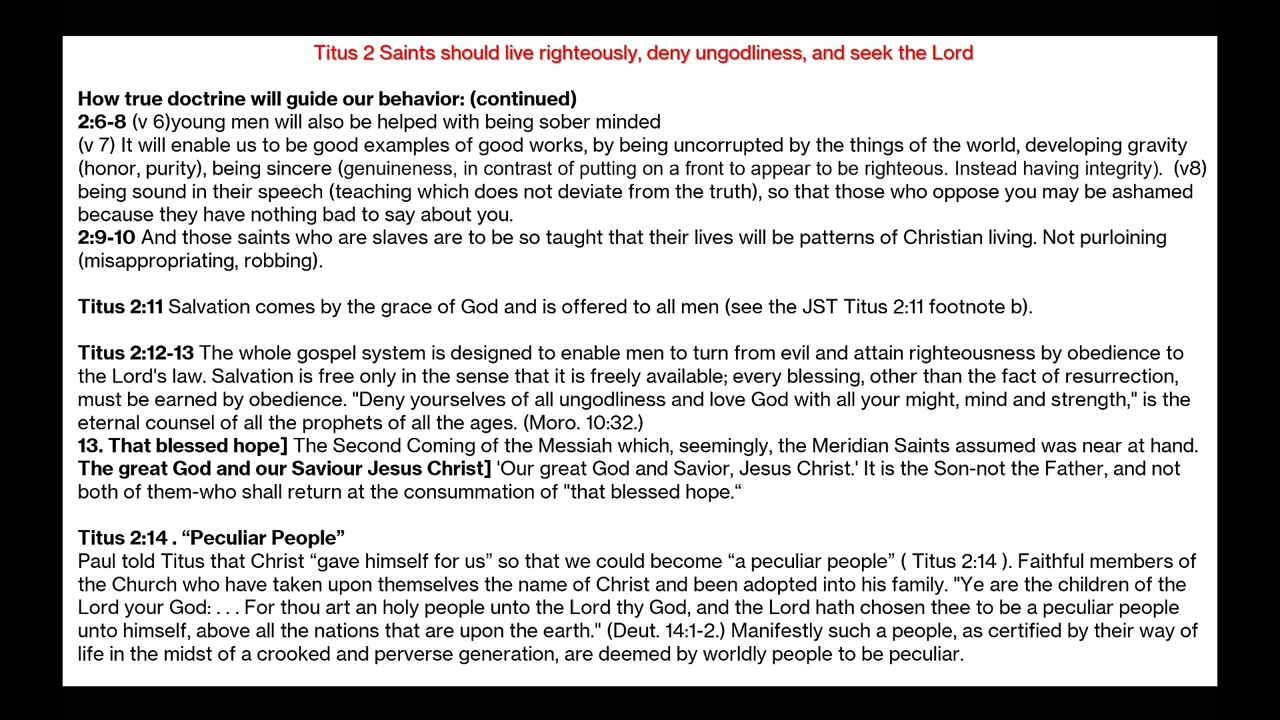 Titus 2 Saints should live righteously, deny ungodliness, and seek the Lord
How true doctrine will guide our behavior: (continued)
2:6-8 (v 6)young men will also be helped with being sober minded
(v 7) It will enable us to be good examples of good works, by being uncorrupted by the things of the world, developing gravity
(honor, purity), being sincere (genuineness, in contrast of putting on a front to appear to be righteous. Instead having integrity).  (v8)
being sound in their speech (teaching which does not deviate from the truth), so that those who oppose you may be ashamed
because they have nothing bad to say about you.
2:9-10 And those saints who are slaves are to be so taught that their lives will be patterns of Christian living. Not purloining
(misappropriating, robbing).
Titus 2:11 Salvation comes by the grace of God and is offered to all men (see the JST Titus 2:11 footnote b).
Titus 2:12-13 The whole gospel system is designed to enable men to turn from evil and attain righteousness by obedience to
the Lord's law. Salvation is free only in the sense that it is freely available; every blessing, other than the fact of resurrection,
must be earned by obedience. "Deny yourselves of all ungodliness and love God with all your might, mind and strength," is the
eternal counsel of all the prophets of all the ages. (Moro. 10:32.)
13. That blessed hope] The Second Coming of the Messiah which, seemingly, the Meridian Saints assumed was near at hand.
The great God and our Saviour Jesus Christ] 'Our great God and Savior, Jesus Christ.' It is the Son-not the Father, and not
both of them-who shall return at the consummation of "that blessed hope.“
Titus 2:14 . “Peculiar People”
Paul told Titus that Christ “gave himself for us” so that we could become “a peculiar people” ( Titus 2:14 ). Faithful members of
the Church who have taken upon themselves the name of Christ and been adopted into his family. "Ye are the children of the
Lord your God: . . . For thou art an holy people unto the Lord thy God, and the Lord hath chosen thee to be a peculiar people
unto himself, above all the nations that are upon the earth." (Deut. 14:1-2.) Manifestly such a people, as certified by their way of
life in the midst of a crooked and perverse generation, are deemed by worldly people to be peculiar.